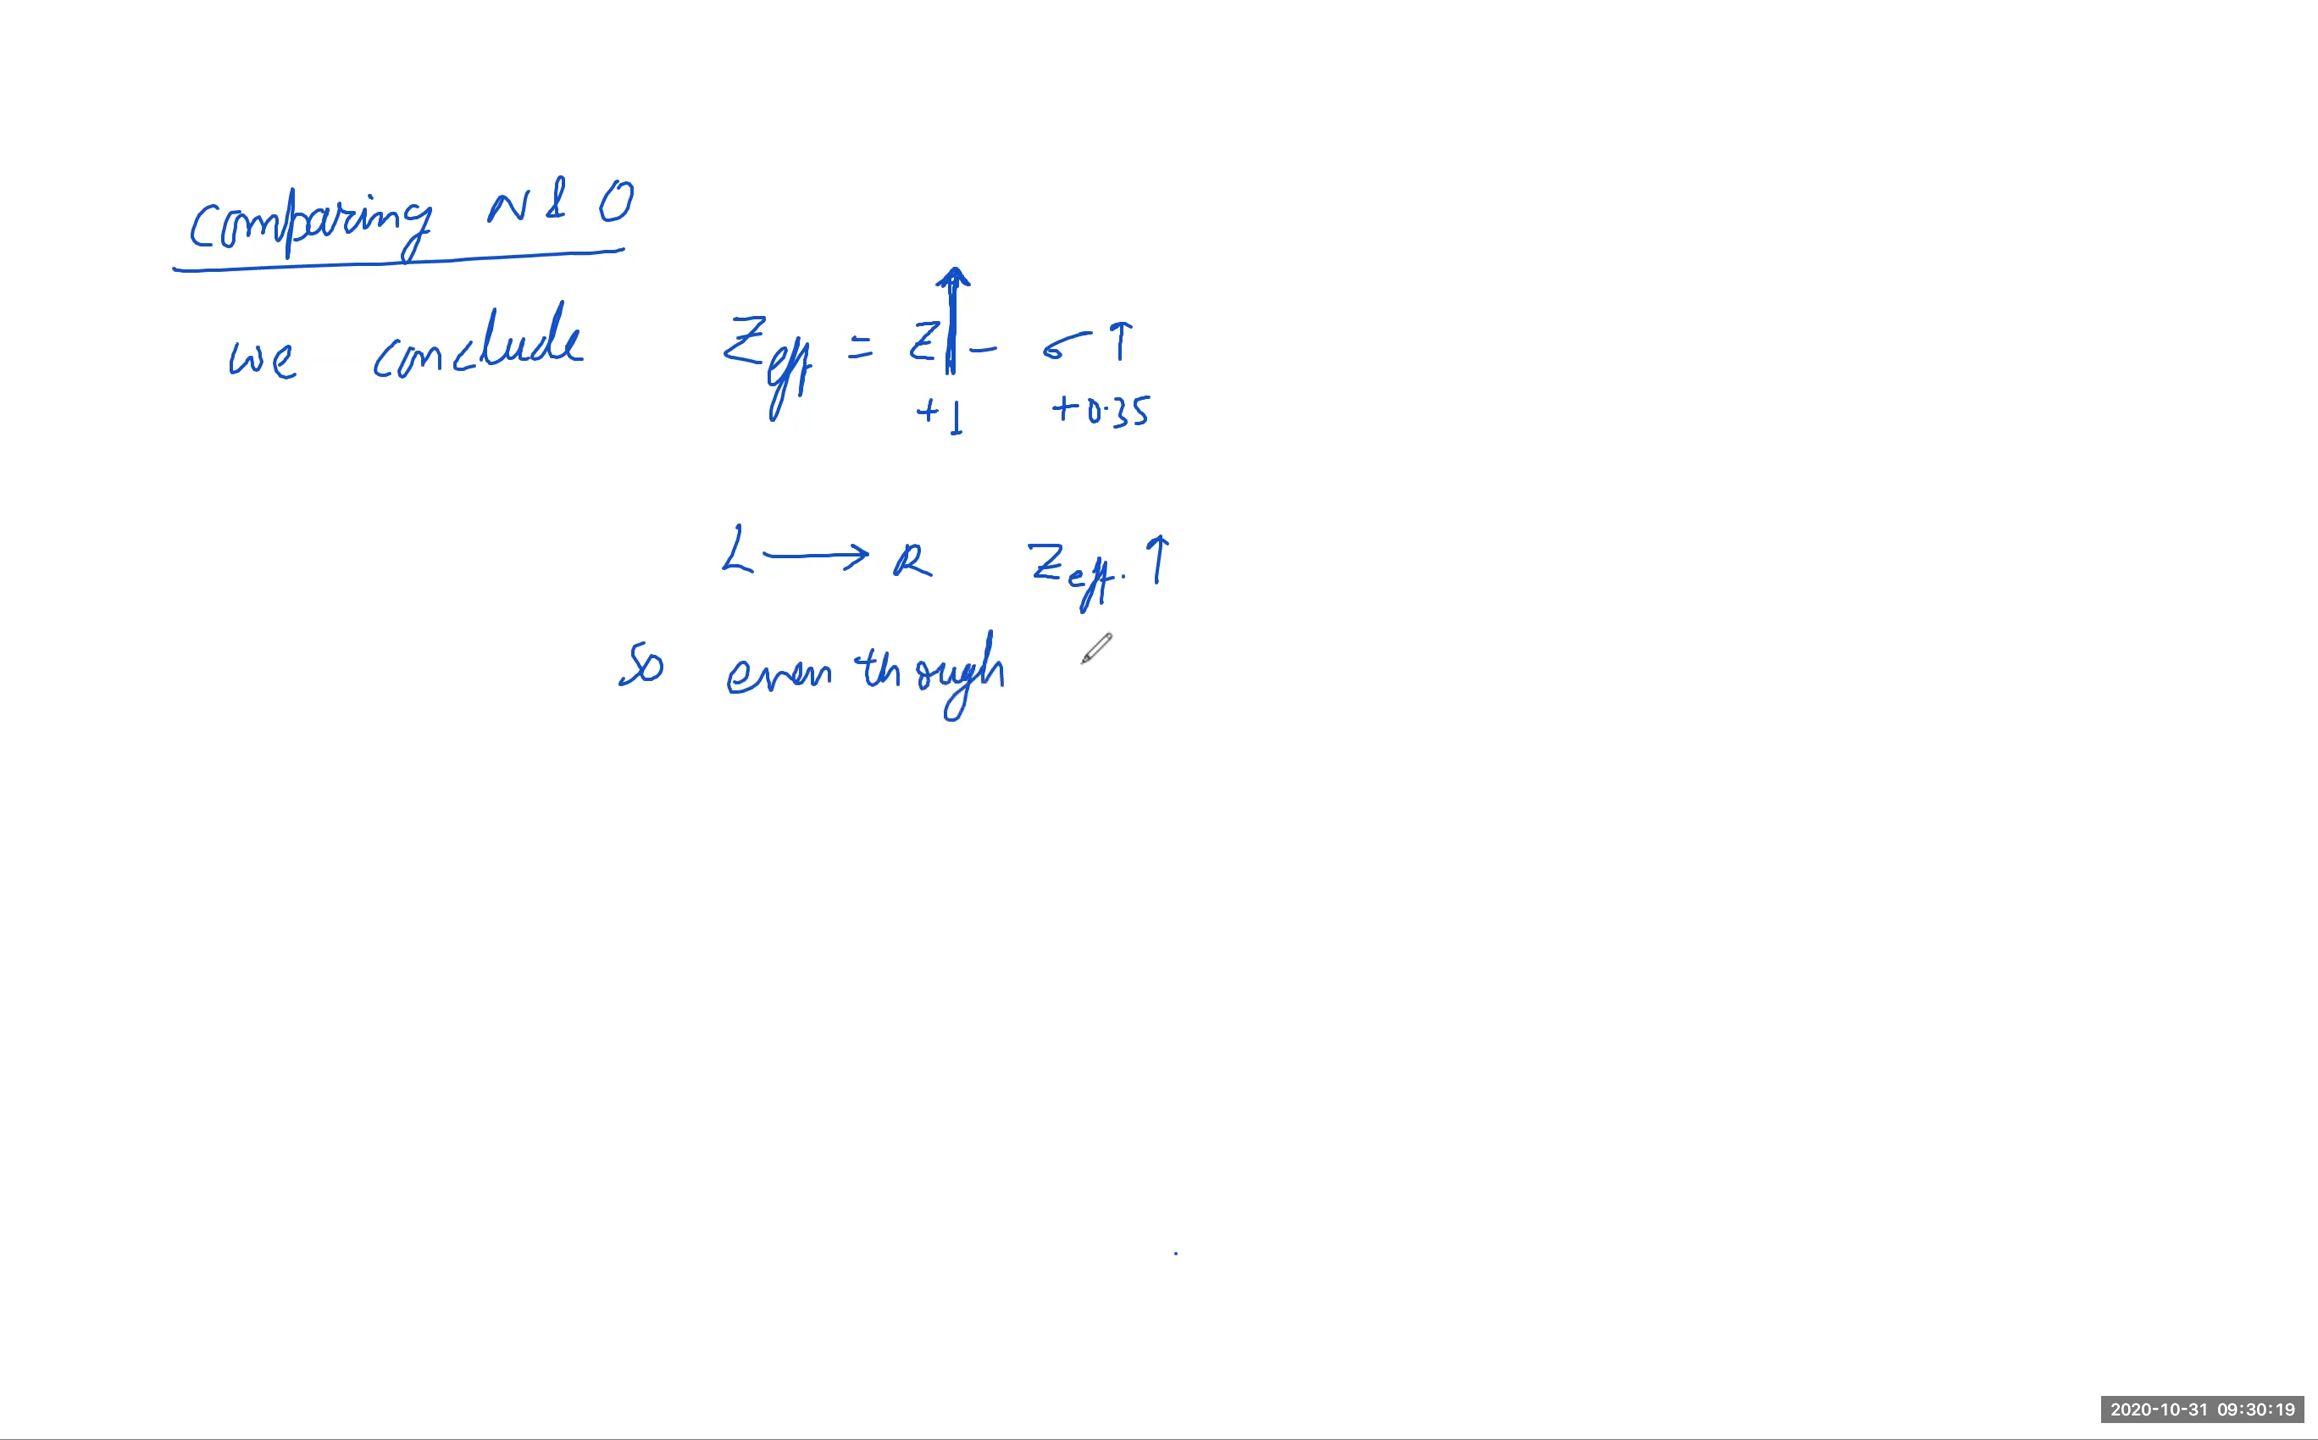 Comparing N & O
we conclude Zeff = Z↑ - σ↑
+1 +0.35
L → R Zeff. ↑
so even though
2020-10-31 09:30:19